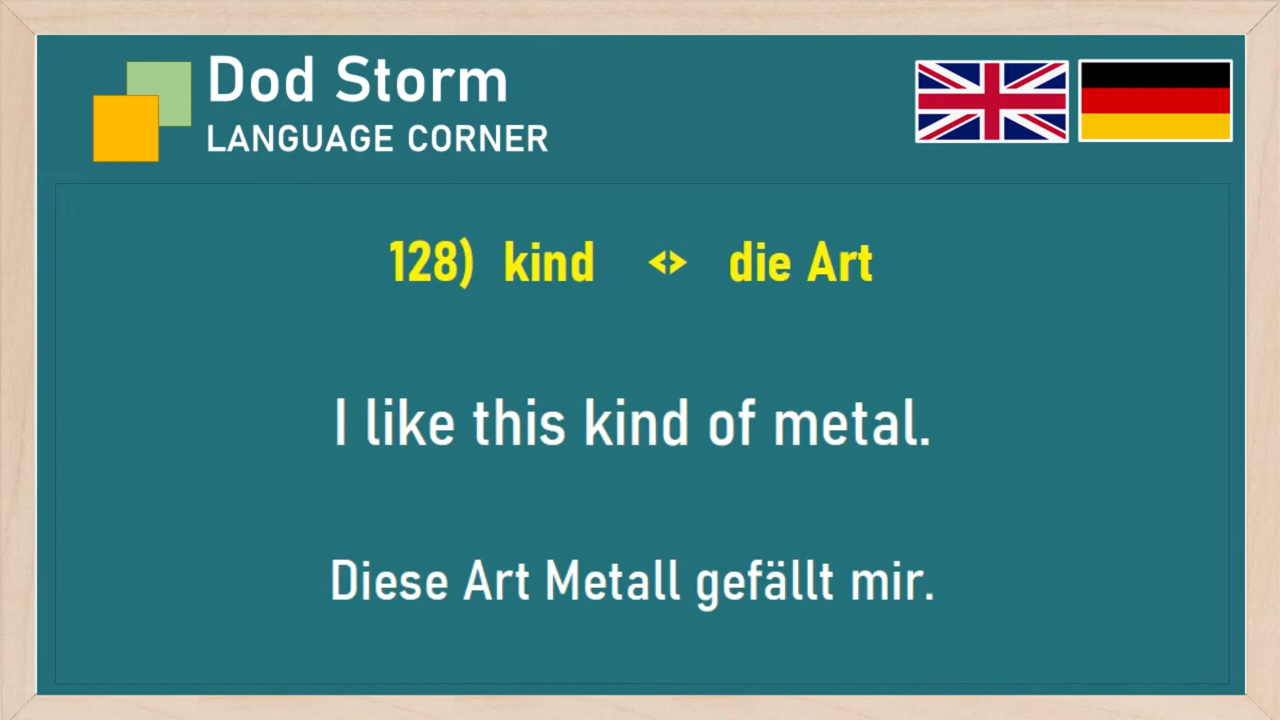 Dod Storm
LANGUAGE CORNER
128) kind <> die Art
I like this kind of metal.
Diese Art Metall gefällt mir.